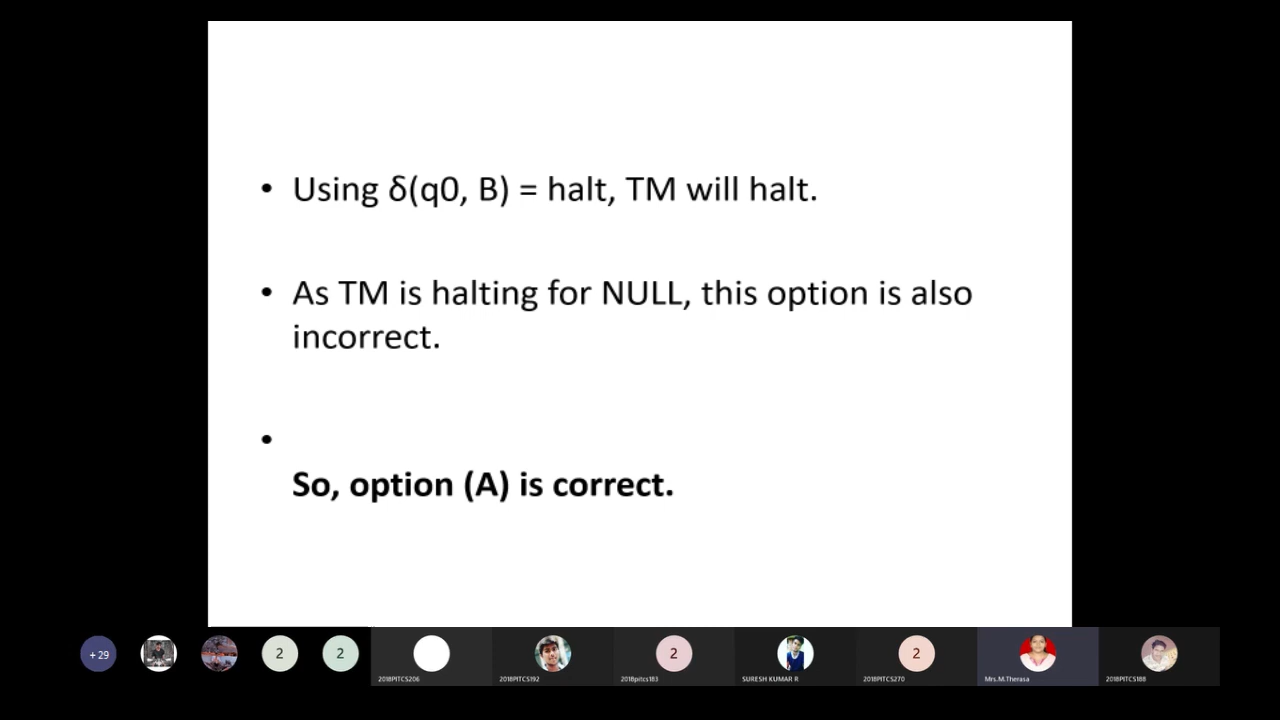 • Using δ(q0, B) = halt, TM will halt.
• As TM is halting for NULL, this option is also
incorrect.
•
So, option (A) is correct.
+ 29
2
2
2
2
2018PITCS206
2018PITCS192
2018pitcs183
SURESH KUMAR R
2018PITCS270
Mrs.M.Therasa
2018PITCS188